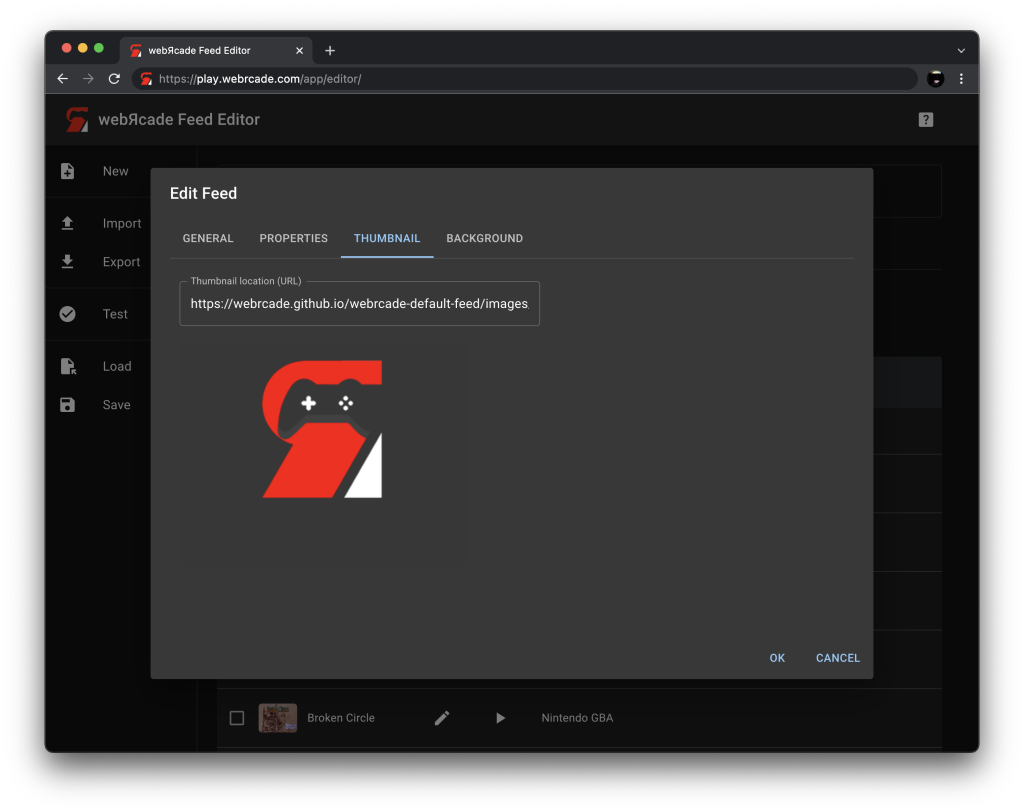 webЯcade Feed Editor
https://play.webrcade.com/app/editor/
webЯcade Feed Editor
New
Import
Export
Test
Load
Save
Edit Feed
GENERAL PROPERTIES THUMBNAIL BACKGROUND
Thumbnail location (URL)
https://webrcade.github.io/webrcade-default-feed/images
OK CANCEL
Broken Circle Nintendo GBA